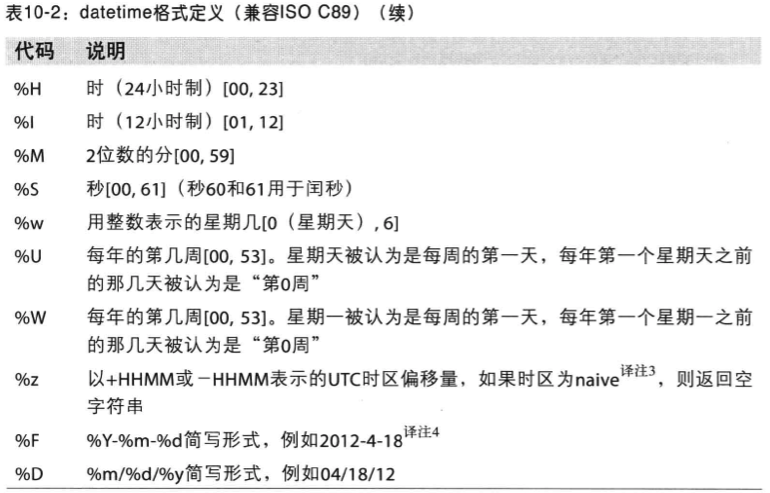 表10-2：datetime格式定义（兼容ISO C89）（续）
代码 说明
%H 时（24小时制）[00, 23]
%I 时（12小时制）[01, 12]
%M 2位数的分[00, 59]
%S 秒[00, 61]（秒60和61用于闰秒）
%w 用整数表示的星期几[0（星期天）, 6]
%U 每年的第几周[00, 53]。星期天被认为是每周的第一天，每年第一个星期天之前
的那几天被认为是“第0周”
%W 每年的第几周[00, 53]。星期一被认为是每周的第一天，每年第一个星期一之前
的那几天被认为是“第0周”
%z 以+HHMM或－HHMM表示的UTC时区偏移量，如果时区为naive译注3，则返回空
字符串
%F %Y-%m-%d简写形式，例如2012-4-18译注4
%D %m/%d/%y简写形式，例如04/18/12